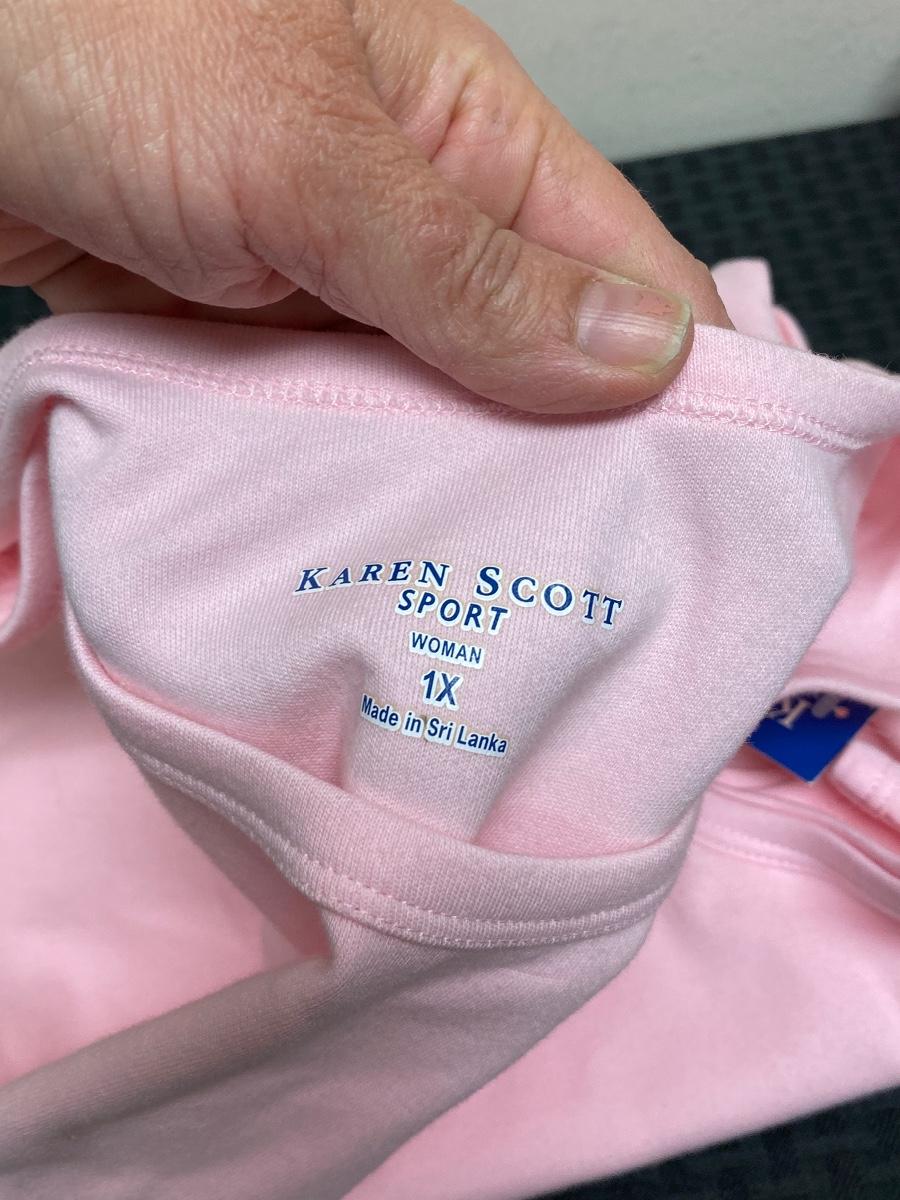 KAREN SCOTT
SPORT
WOMAN
1X
Made in Sri Lanka